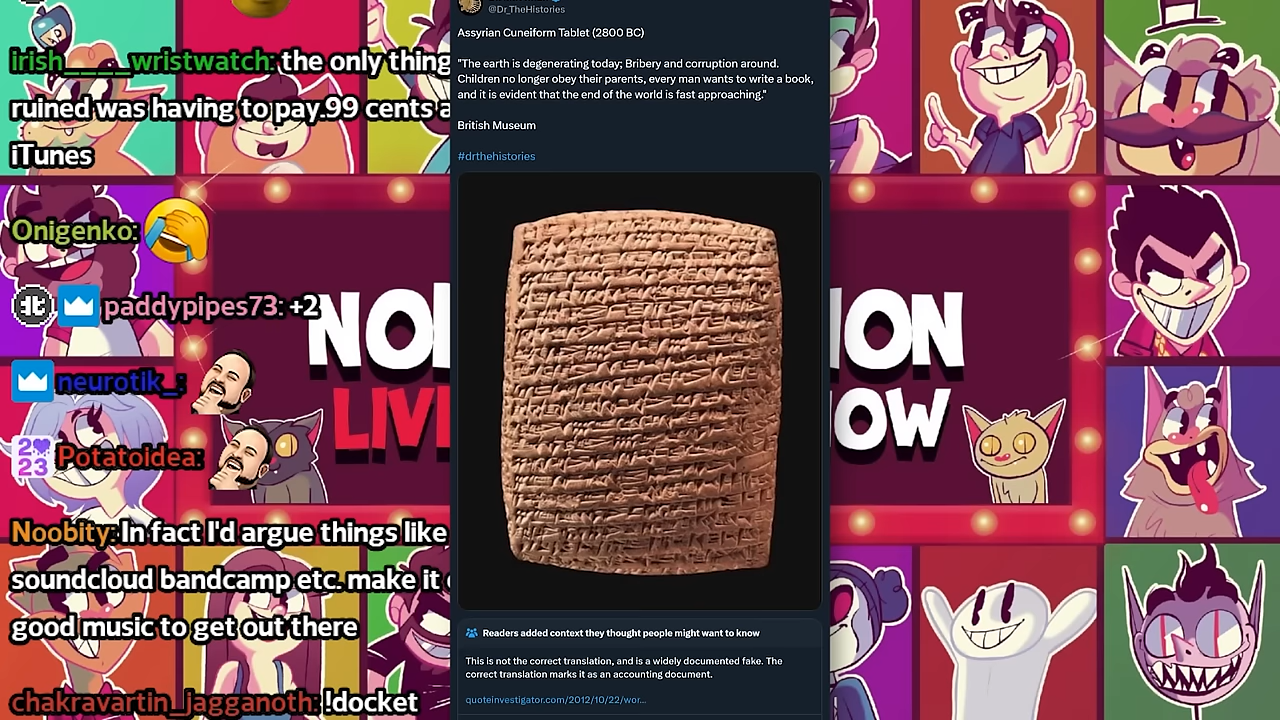 irish____wristwatch: the only thing
ruined was having to pay.99 cents a
iTunes
Onigenko:
paddypipes73: +2
neurotik_:
2♥
23
Potatoidea:
Noobity: In fact I'd argue things like
soundcloud bandcamp etc. make it
good music to get out there
chakravartin_jagganoth: !docket
@Dr_TheHistories
Assyrian Cuneiform Tablet (2800 BC)
"The earth is degenerating today; Bribery and corruption around.
Children no longer obey their parents, every man wants to write a book,
and it is evident that the end of the world is fast approaching."
British Museum
#drthehistories
Readers added context they thought people might want to know
This is not the correct translation, and is a widely documented fake. The
correct translation marks it as an accounting document.
quoteinvestigator.com/2012/10/22/wor...
NO
ON
LIV
OW